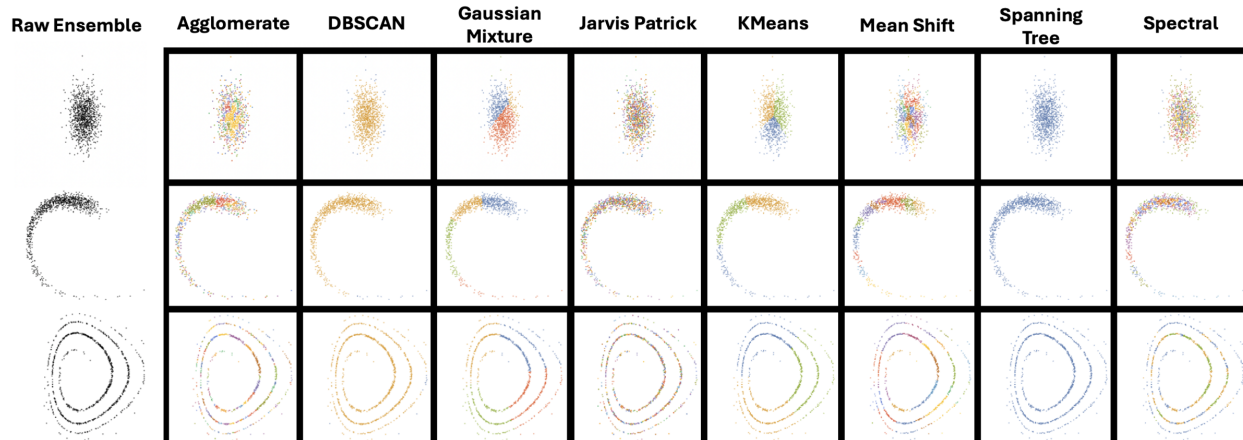 Raw Ensemble
Agglomerate
DBSCAN
Gaussian
Mixture
Jarvis Patrick
KMeans
Mean Shift
Spanning
Tree
Spectral